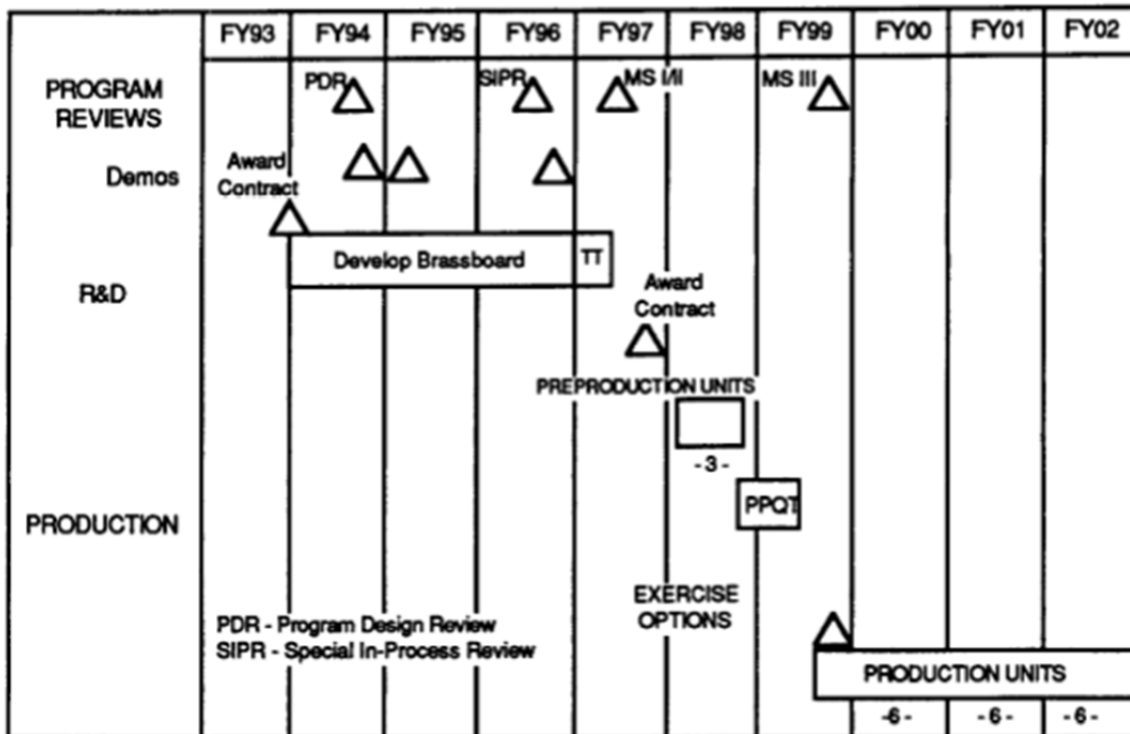 FY93 FY94 FY95 FY96 FY97 FY98 FY99 FY00 FY01 FY02
PROGRAM
REVIEWS
PDR
SIPR
MS I/II
MS III
Demos
Award
Contract
Develop Brassboard
TT
R&D
Award
Contract
PREPRODUCTION UNITS
-3-
PPQT
PRODUCTION
EXERCISE
OPTIONS
PDR - Program Design Review
SIPR - Special In-Process Review
PRODUCTION UNITS
-6- -6- -6-